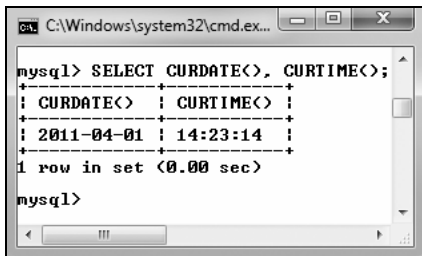 C:\Windows\system32\cmd.ex...
mysql> SELECT CURDATE(), CURTIME();
+------------+-----------+
| CURDATE() | CURTIME() |
+------------+-----------+
| 2011-04-01 | 14:23:14 |
+------------+-----------+
1 row in set (0.00 sec)
mysql>